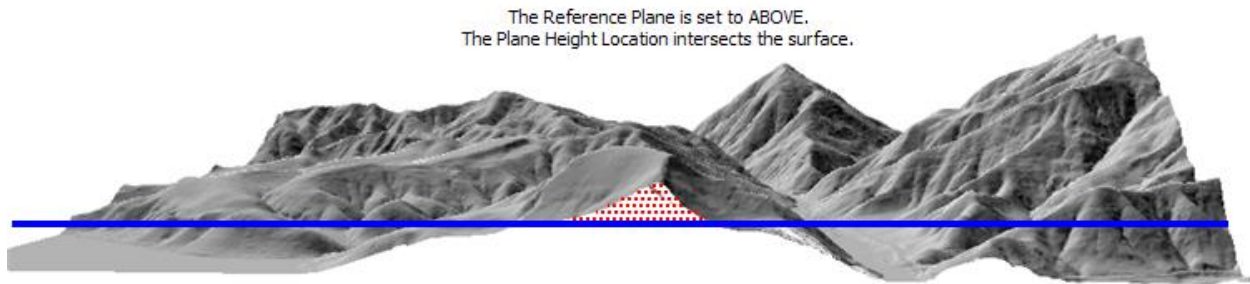 The Reference Plane is set to ABOVE.
The Plane Height Location intersects the surface.